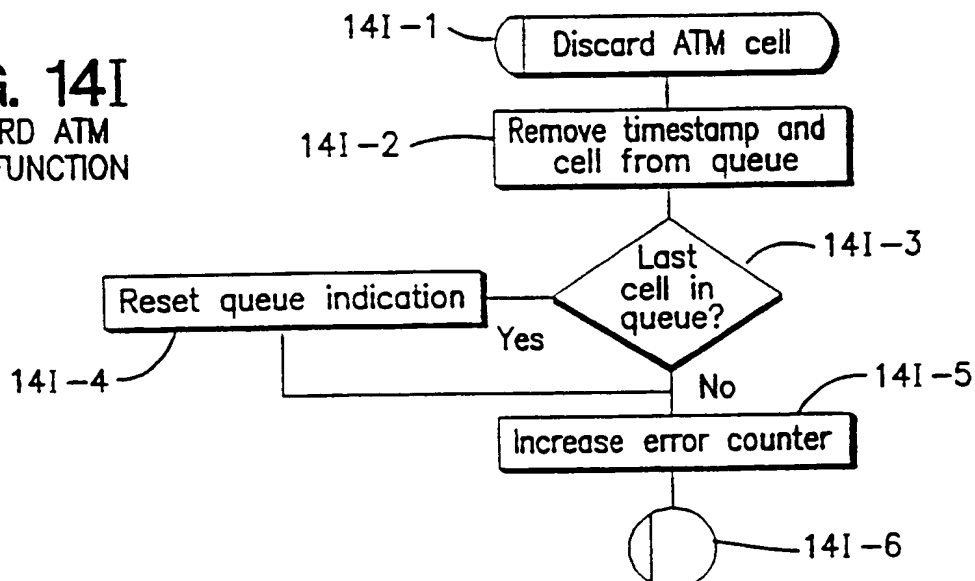 14I-1
Discard ATM cell
14I
ATM
FUNCTION
14I-2
Remove timestamp and
cell from queue
14I-3
Last
cell in
queue?
Reset queue indication
Yes
14I-4
No
14I-5
Increase error counter
14I-6